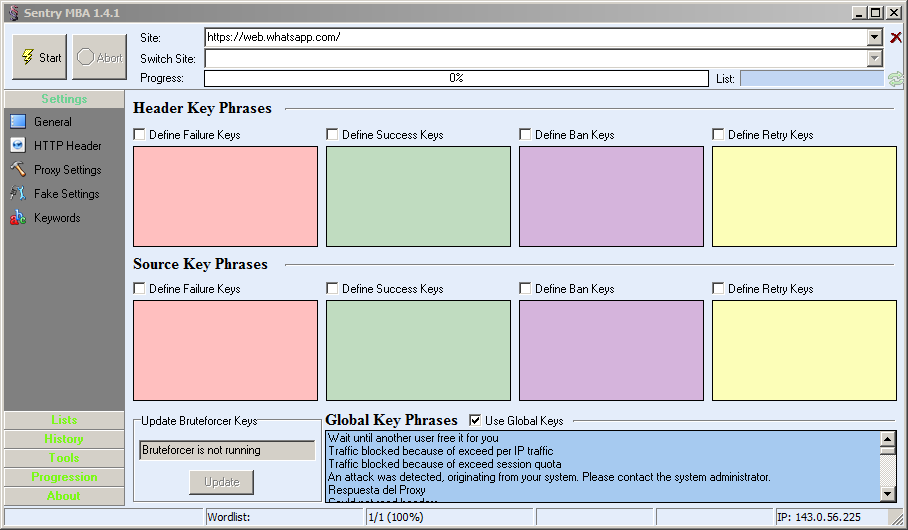 Sentry MBA 1.4.1
Start
Abort
Site:
https://web.whatsapp.com/
Switch Site:
Progress:
0%
List:
Settings
General
HTTP Header
Proxy Settings
Fake Settings
Keywords
Lists
History
Tools
Progression
About
Header Key Phrases
Define Failure Keys
Define Success Keys
Define Ban Keys
Define Retry Keys
Source Key Phrases
Define Failure Keys
Define Success Keys
Define Ban Keys
Define Retry Keys
Update Bruteforcer Keys
Bruteforcer is not running
Update
Global Key Phrases
Use Global Keys
Wait until another user free it for you
Traffic blocked because of exceed per IP traffic
Traffic blocked because of exceed session quota
An attack was detected, originating from your system. Please contact the system administrator.
Respuesta del Proxy
Could not read headers
Wordlist:
1/1 (100%)
IP: 143.0.56.225